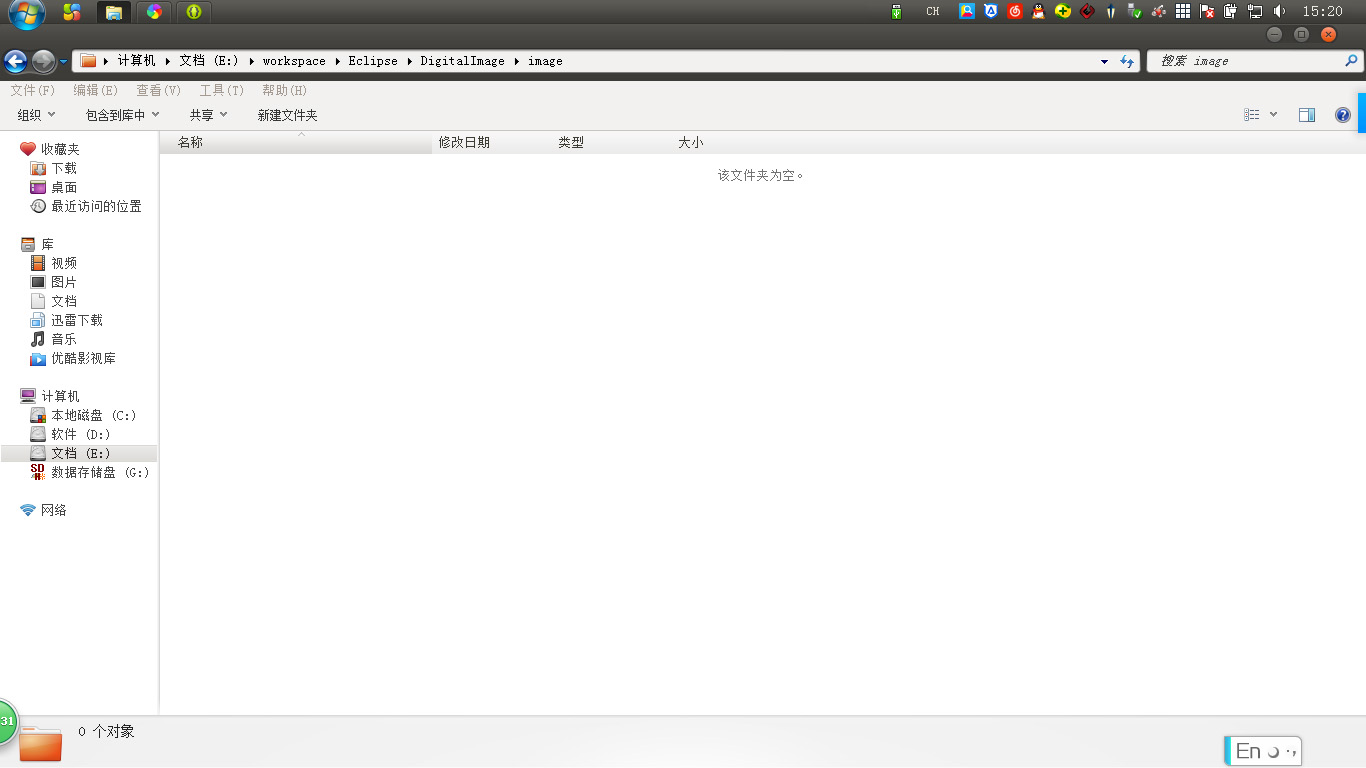 CH 15:20
计算机 文档 (E:) workspace Eclipse DigitalImage image 搜索 image
文件(F) 编辑(E) 查看(V) 工具(T) 帮助(H)
组织 包含到库中 共享 新建文件夹
名称 修改日期 类型 大小
该文件夹为空。
收藏夹
下载
桌面
最近访问的位置
库
视频
图片
文档
迅雷下载
音乐
优酷影视库
计算机
本地磁盘 (C:)
软件 (D:)
文档 (E:)
SD 数据存储盘 (G:)
网络
31
0 个对象
En